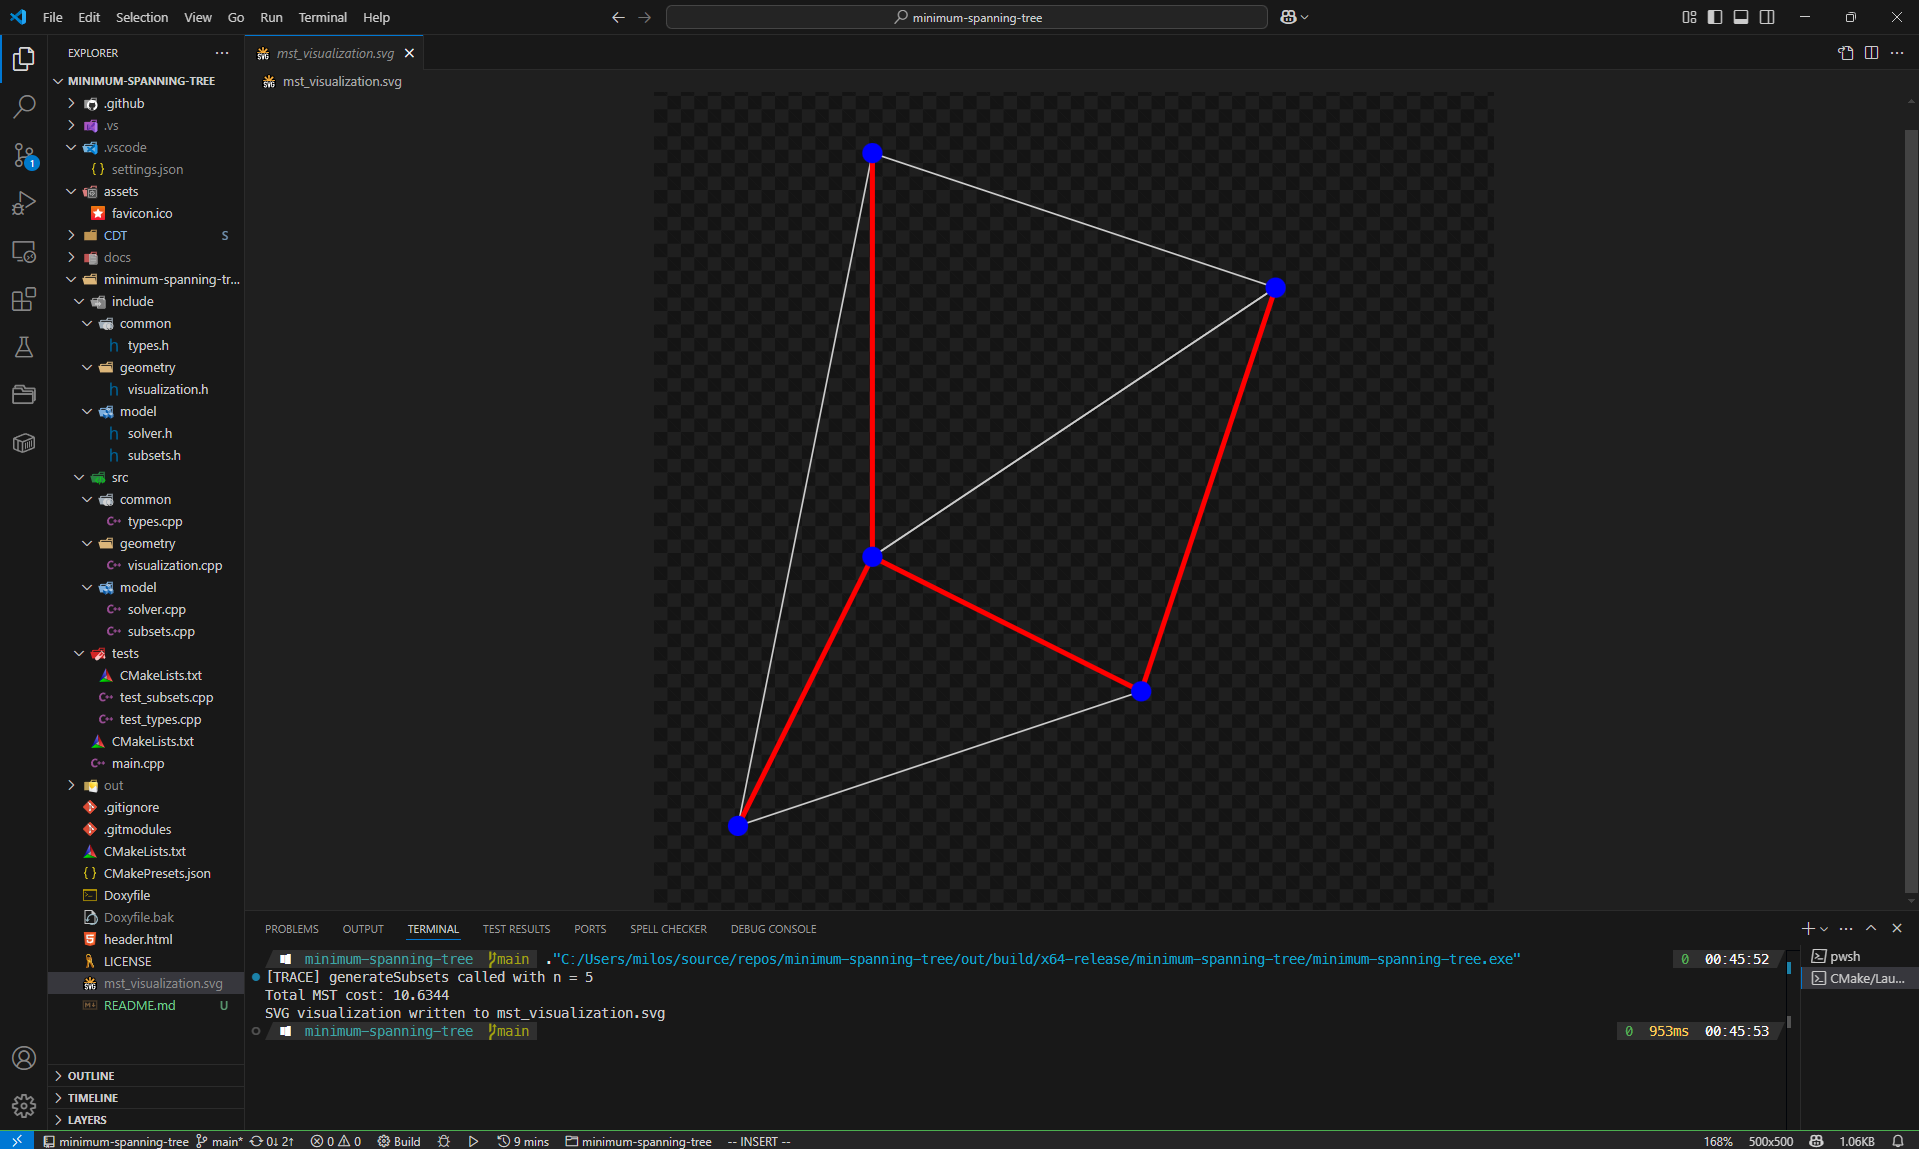 File Edit Selection View Go Run Terminal Help
minimum-spanning-tree
EXPLORER
MINIMUM-SPANNING-TREE
.github
.vs
.vscode
settings.json
assets
favicon.ico
CDT S
docs
minimum-spanning-tr...
include
common
types.h
geometry
visualization.h
model
solver.h
subsets.h
src
common
types.cpp
geometry
visualization.cpp
model
solver.cpp
subsets.cpp
tests
CMakeLists.txt
test_subsets.cpp
test_types.cpp
CMakeLists.txt
main.cpp
out
.gitignore
.gitmodules
CMakeLists.txt
CMakePresets.json
Doxyfile
Doxyfile.bak
header.html
LICENSE
mst_visualization.svg
README.md U
OUTLINE
TIMELINE
LAYERS
1
mst_visualization.svg
mst_visualization.svg
PROBLEMS OUTPUT TERMINAL TEST RESULTS PORTS SPELL CHECKER DEBUG CONSOLE
minimum-spanning-tree main ."C:/Users/milos/source/repos/minimum-spanning-tree/out/build/x64-release/minimum-spanning-tree/minimum-spanning-tree.exe" 0 00:45:52
[TRACE] generateSubsets called with n = 5
Total MST cost: 10.6344
SVG visualization written to mst_visualization.svg
minimum-spanning-tree main 0 953ms 00:45:53
pwsh
CMake/Lau...
minimum-spanning-tree main* 0↓ 2↑ 0 0 Build 9 mins minimum-spanning-tree -- INSERT -- 168% 500x500 1.06KB